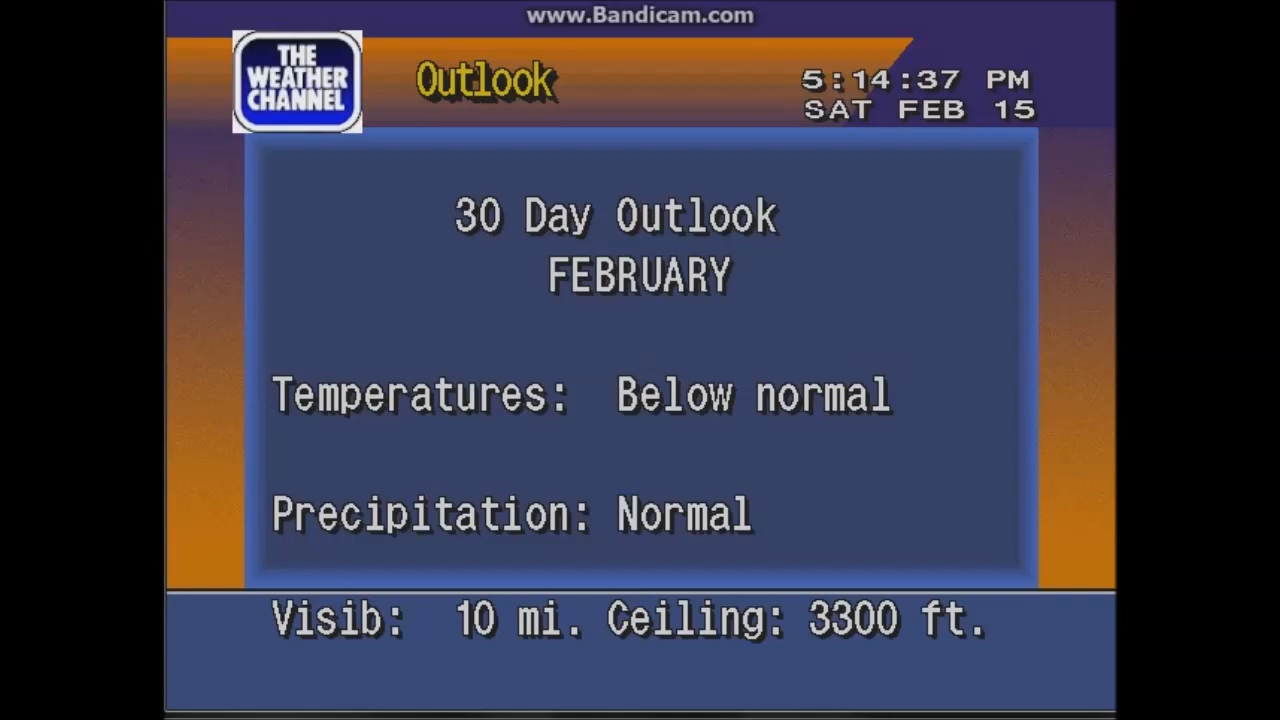 www.Bandicam.com
THE
WEATHER
CHANNEL
Outlook
5:14:37 PM
SAT FEB 15
30 Day Outlook
FEBRUARY
Temperatures: Below normal
Precipitation: Normal
Visib: 10 mi. Ceiling: 3300 ft.